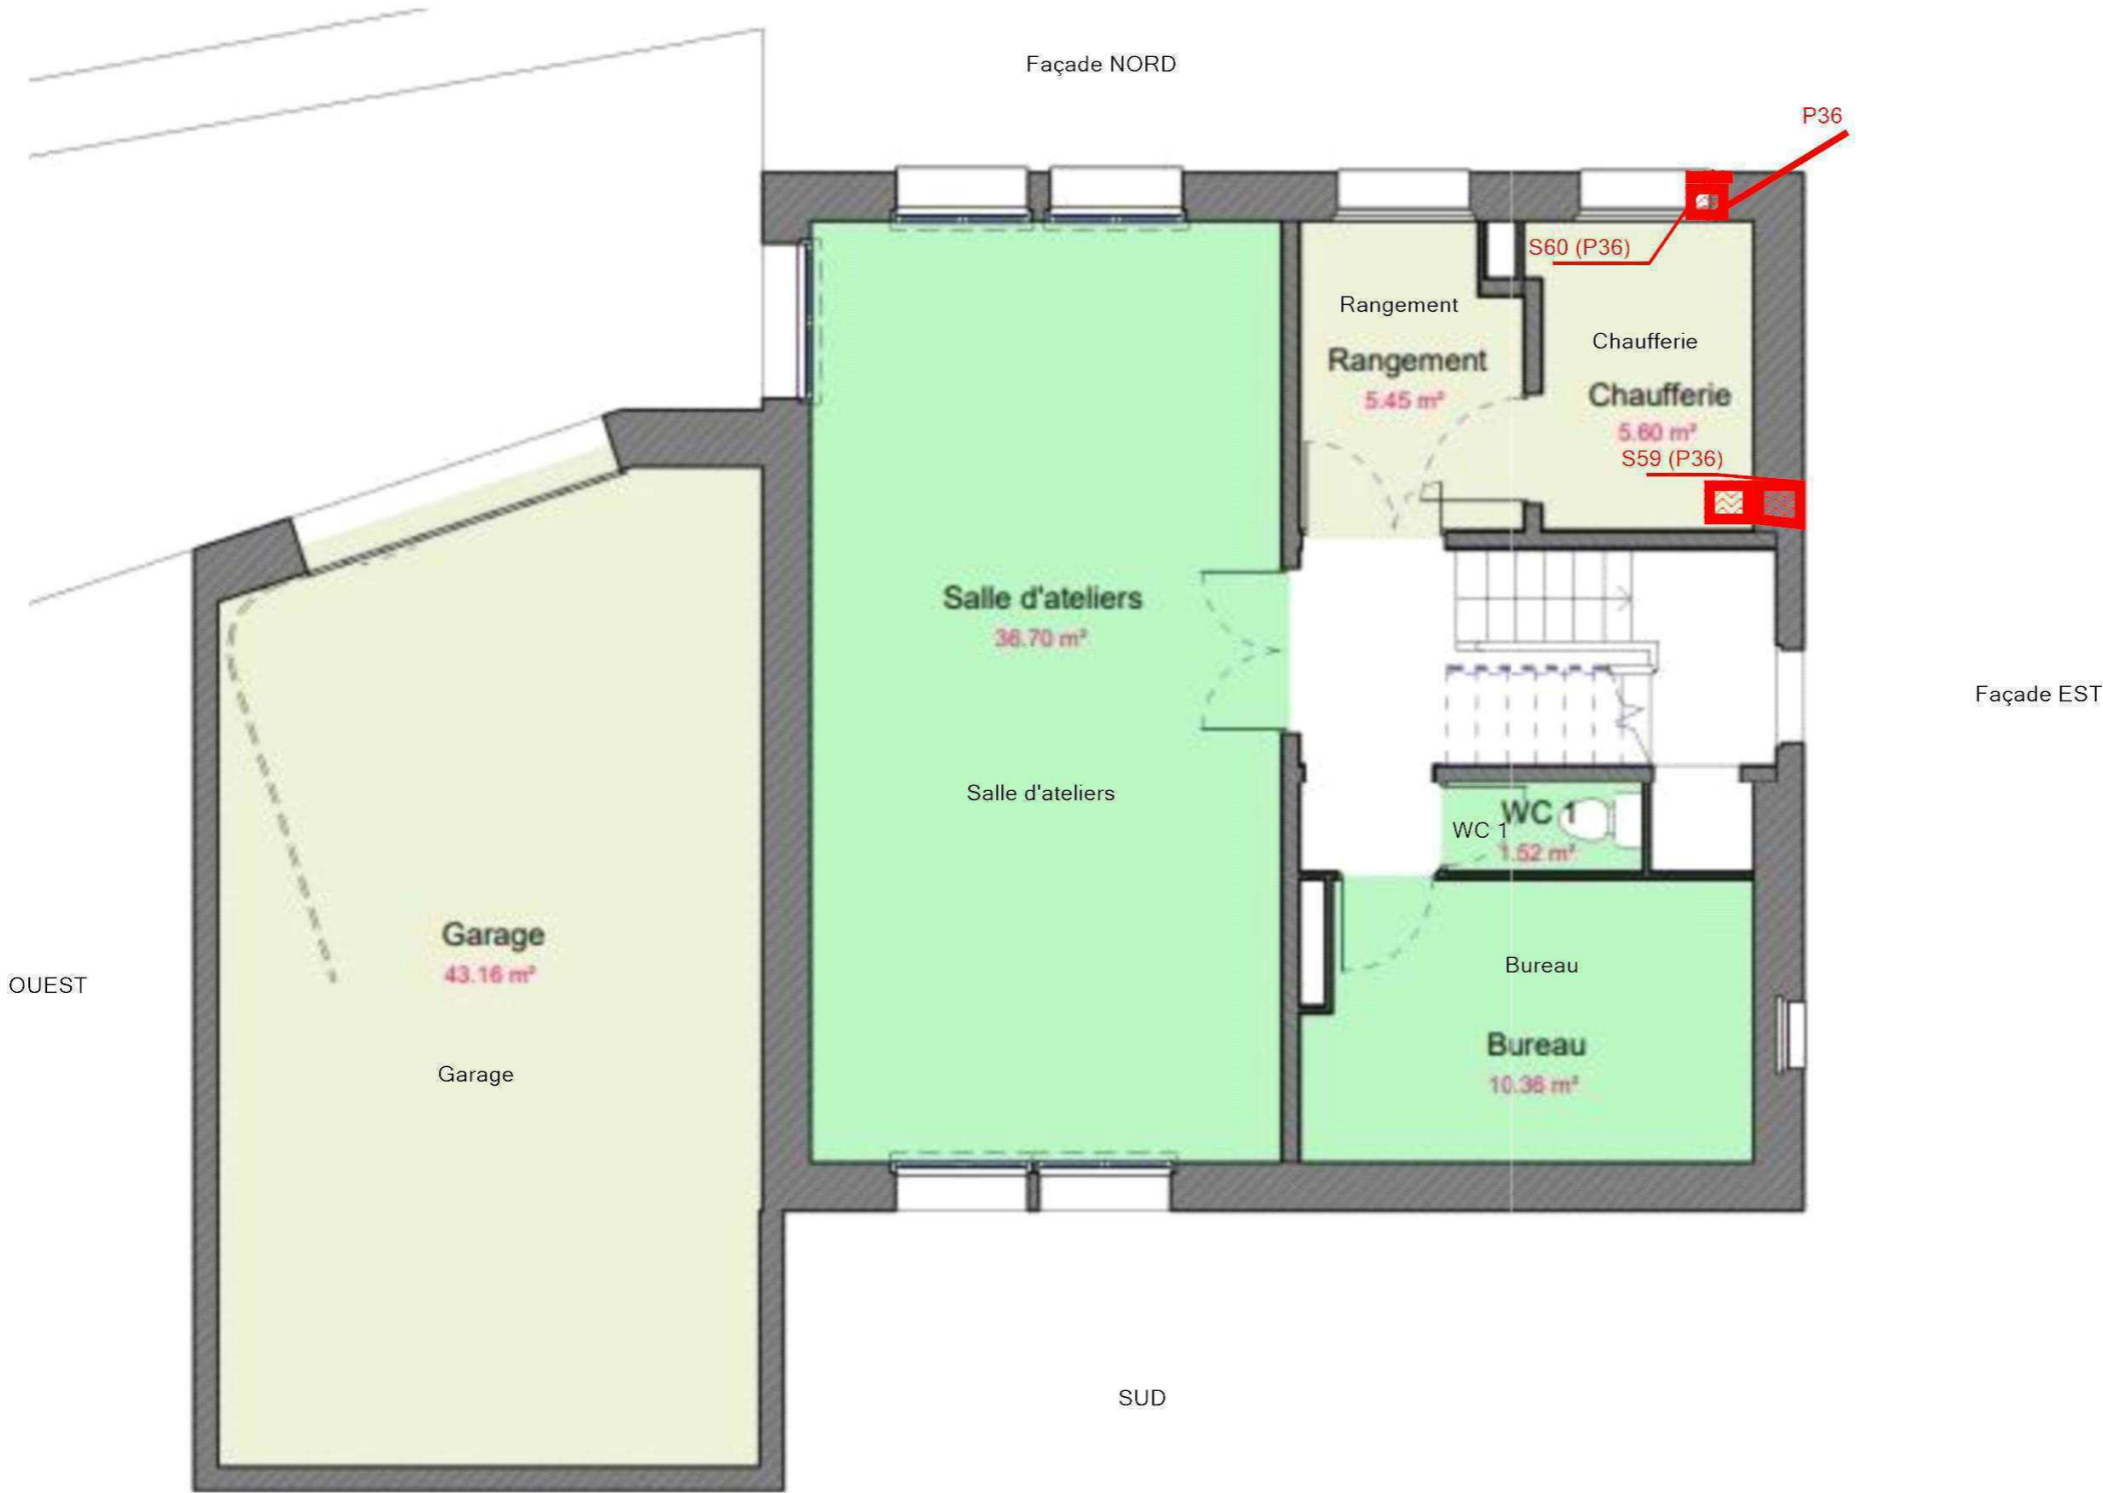 Façade NORD
P36
S60 (P36)
Rangement
Rangement
5.45 m²
Chaufferie
Chaufferie
5.60 m²
S59 (P36)
Salle d'ateliers
36.70 m²
Façade EST
Salle d'ateliers
WC 1
WC 1
1.52 m²
Garage
43.16 m²
OUEST
Bureau
Bureau
10.36 m²
Garage
SUD